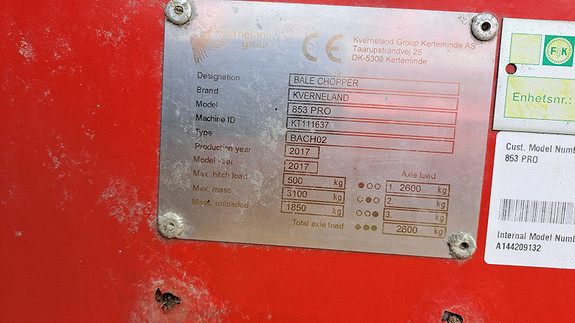 kverneland
group
CE
Kverneland Group Kerteminde AS
Taarupstrandvej 25
DK-5300 Kerteminde
Designation BALE CHOPPER
Brand KVERNELAND
Model 853 PRO
Machine ID KT111637
Type BACH02
Production year 2017
Model year 2017 Axle load
Max. hitch load 500 kg 1. 2600 kg
Max. mass 3100 kg 2. kg
Mass, unloaded 1850 kg 3. kg
Total axle load 2600 kg
FK
Enhetsnr.:
Cust. Model Numb
853 PRO
Internal Model Numb
A144209132